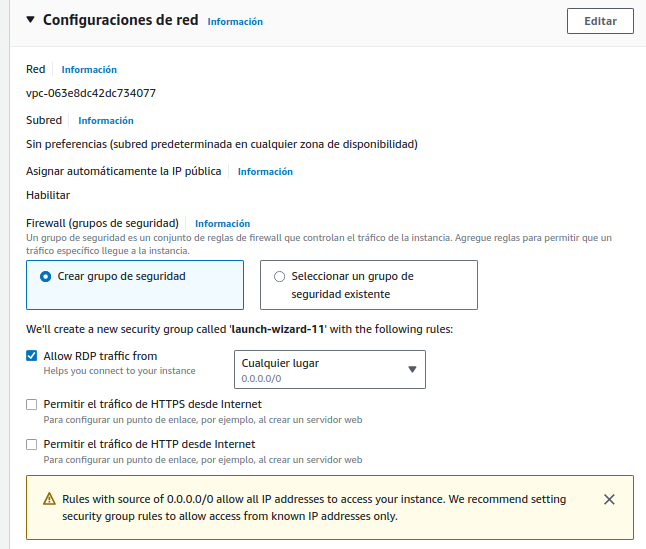 Configuraciones de red Información Editar
Red Información
vpc-063e8dc42dc734077
Subred Información
Sin preferencias (subred predeterminada en cualquier zona de disponibilidad)
Asignar automáticamente la IP pública Información
Habilitar
Firewall (grupos de seguridad) Información
Un grupo de seguridad es un conjunto de reglas de firewall que controlan el tráfico de la instancia. Agregue reglas para permitir que un
tráfico específico llegue a la instancia.
Crear grupo de seguridad
Seleccionar un grupo de
seguridad existente
We'll create a new security group called 'launch-wizard-11' with the following rules:
Allow RDP traffic from
Helps you connect to your instance
Cualquier lugar
0.0.0.0/0
Permitir el tráfico de HTTPS desde Internet
Para configurar un punto de enlace, por ejemplo, al crear un servidor web
Permitir el tráfico de HTTP desde Internet
Para configurar un punto de enlace, por ejemplo, al crear un servidor web
Rules with source of 0.0.0.0/0 allow all IP addresses to access your instance. We recommend setting
security group rules to allow access from known IP addresses only.